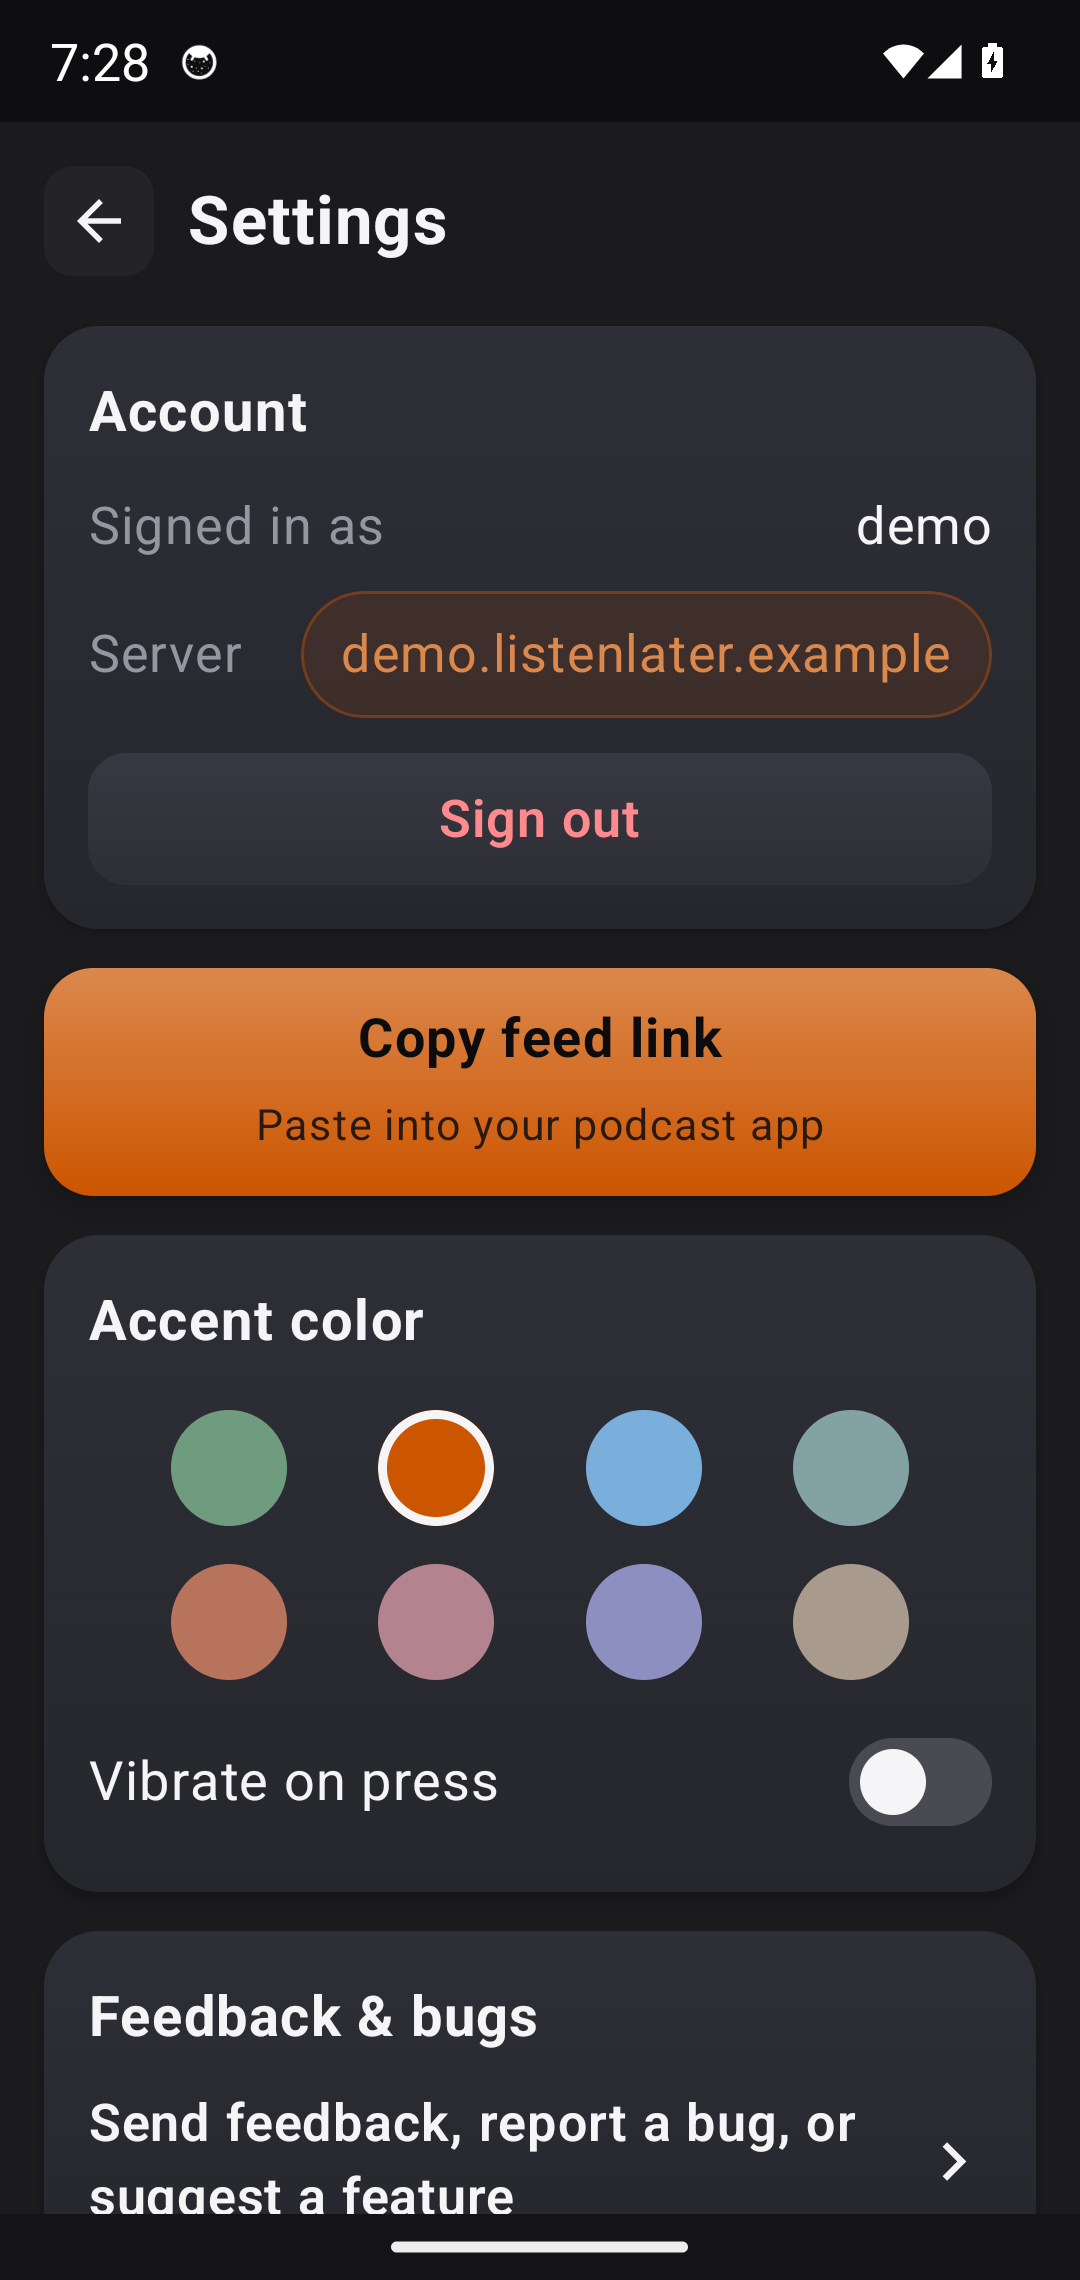 7:28
Settings
Account
Signed in as
demo
Server
demo.listenlater.example
Sign out
Copy feed link
Paste into your podcast app
Accent color
Vibrate on press
Feedback & bugs
Send feedback, report a bug, or
suggest a feature